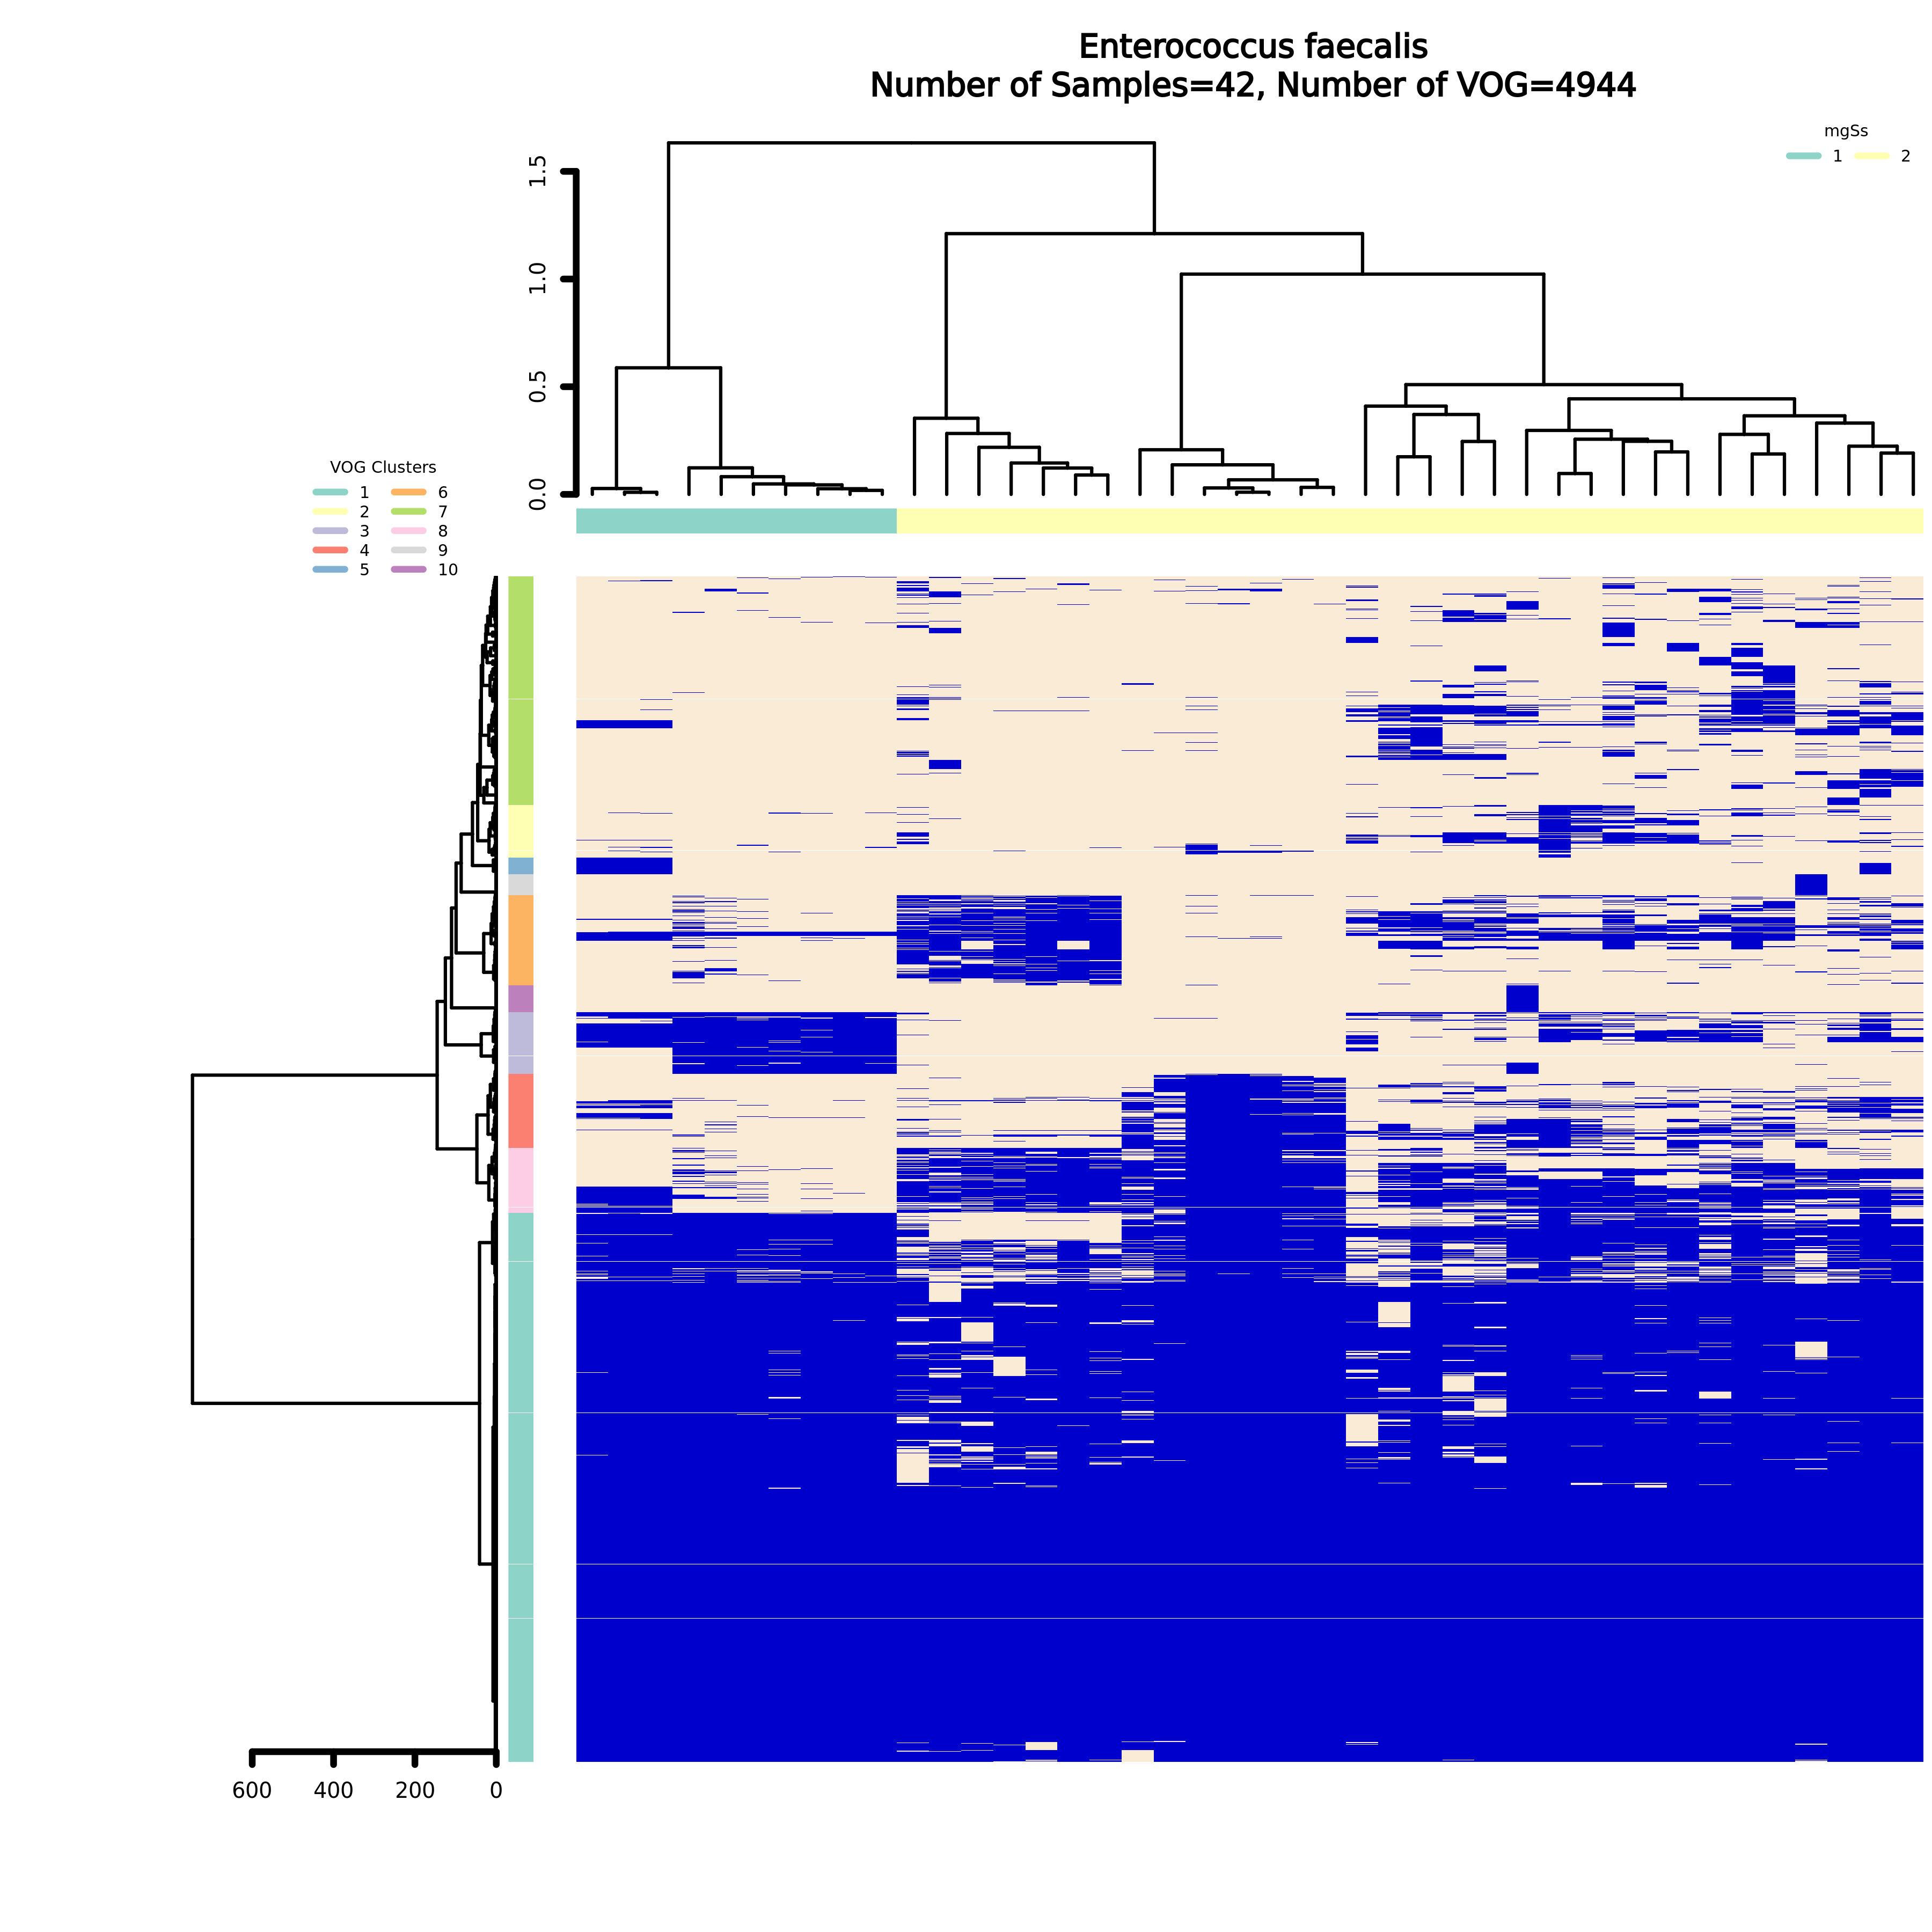 Enterococcus faecalis
Number of Samples=42, Number of VOG=4944
mgSs
1 2
1.5
1.0
0.5
0.0
VOG Clusters
1 6
2 7
3 8
4 9
5 10
600 400 200 0